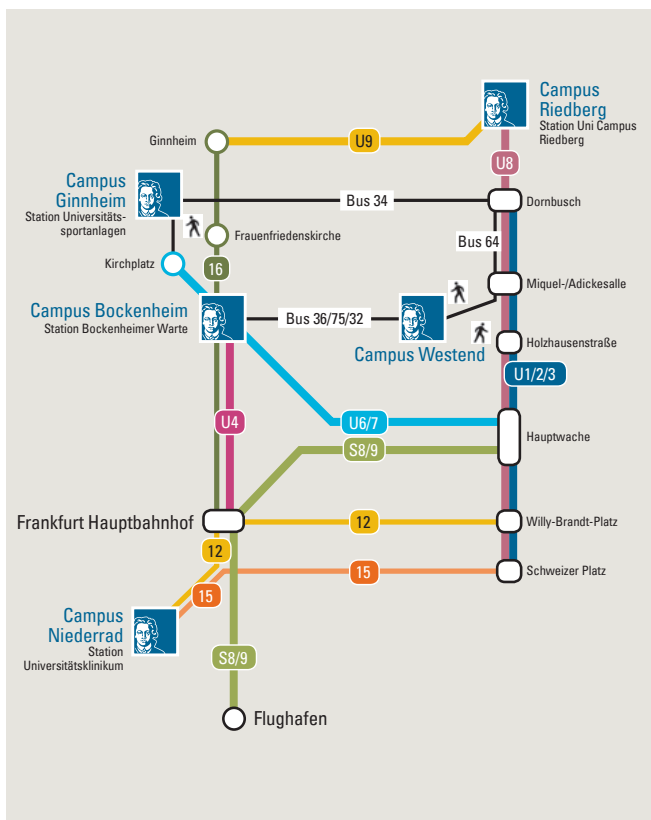 Campus
Riedberg
Station Uni Campus
Riedberg
Ginnheim
U9
U8
Campus
Ginnheim
Station Universitäts-
sportanlagen
Bus 34
Dornbusch
Frauenfriedenskirche
Bus 64
Kirchplatz
16
Miquel-/Adickesalle
Campus Bockenheim
Station Bockenheimer Warte
Bus 36/75/32
Campus Westend
Holzhausenstraße
U1/2/3
U4
U6/7
S8/9
Hauptwache
Frankfurt Hauptbahnhof
12
Willy-Brandt-Platz
12
15
Schweizer Platz
15
Campus
Niederrad
Station
Universitätsklinikum
S8/9
Flughafen